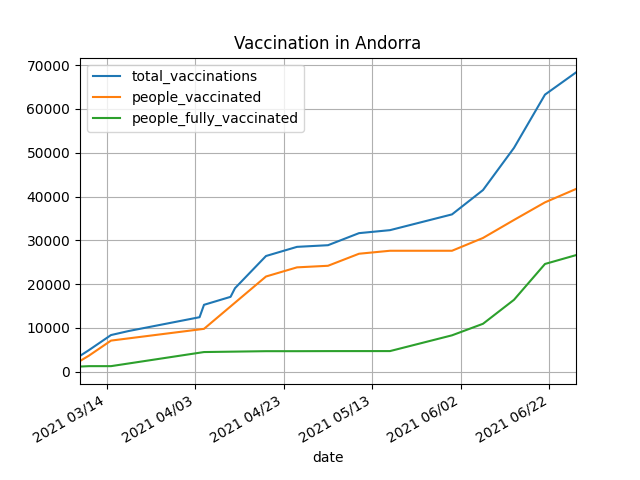 Vaccination in Andorra
total_vaccinations
people_vaccinated
people_fully_vaccinated
70000
60000
50000
40000
30000
20000
10000
0
2021 03/14
2021 04/03
2021 04/23
2021 05/13
2021 06/02
2021 06/22
date